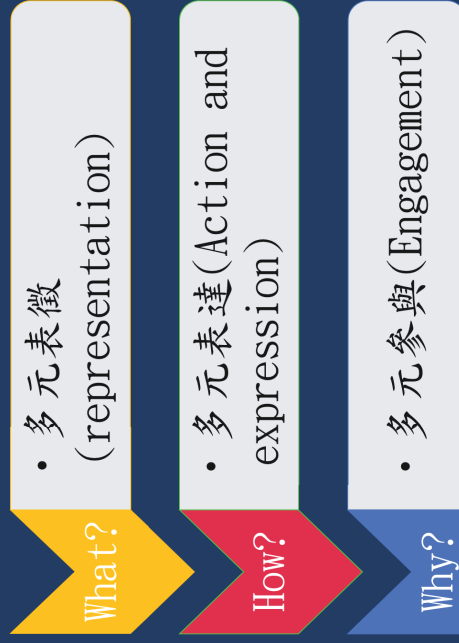 What?
• 多元表徵
(representation)
How?
• 多元表達(Action and
expression)
Why?
• 多元參與(Engagement)